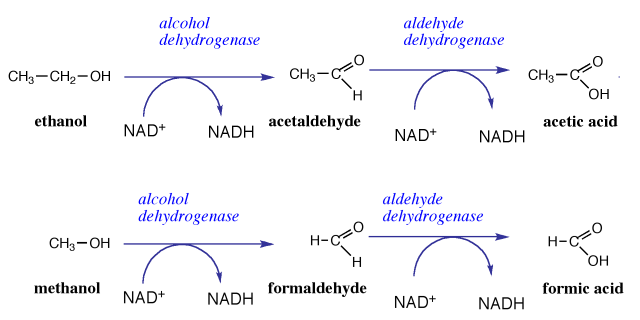 alcohol
dehydrogenase
aldehyde
dehydrogenase
CH₃—CH₂—OH
CH₃—C
O
H
CH₃—C
O
OH
ethanol
NAD⁺
NADH
acetaldehyde
NAD⁺
NADH
acetic acid
alcohol
dehydrogenase
aldehyde
dehydrogenase
CH₃—OH
H—C
O
H
H—C
O
OH
methanol
NAD⁺
NADH
formaldehyde
NAD⁺
NADH
formic acid